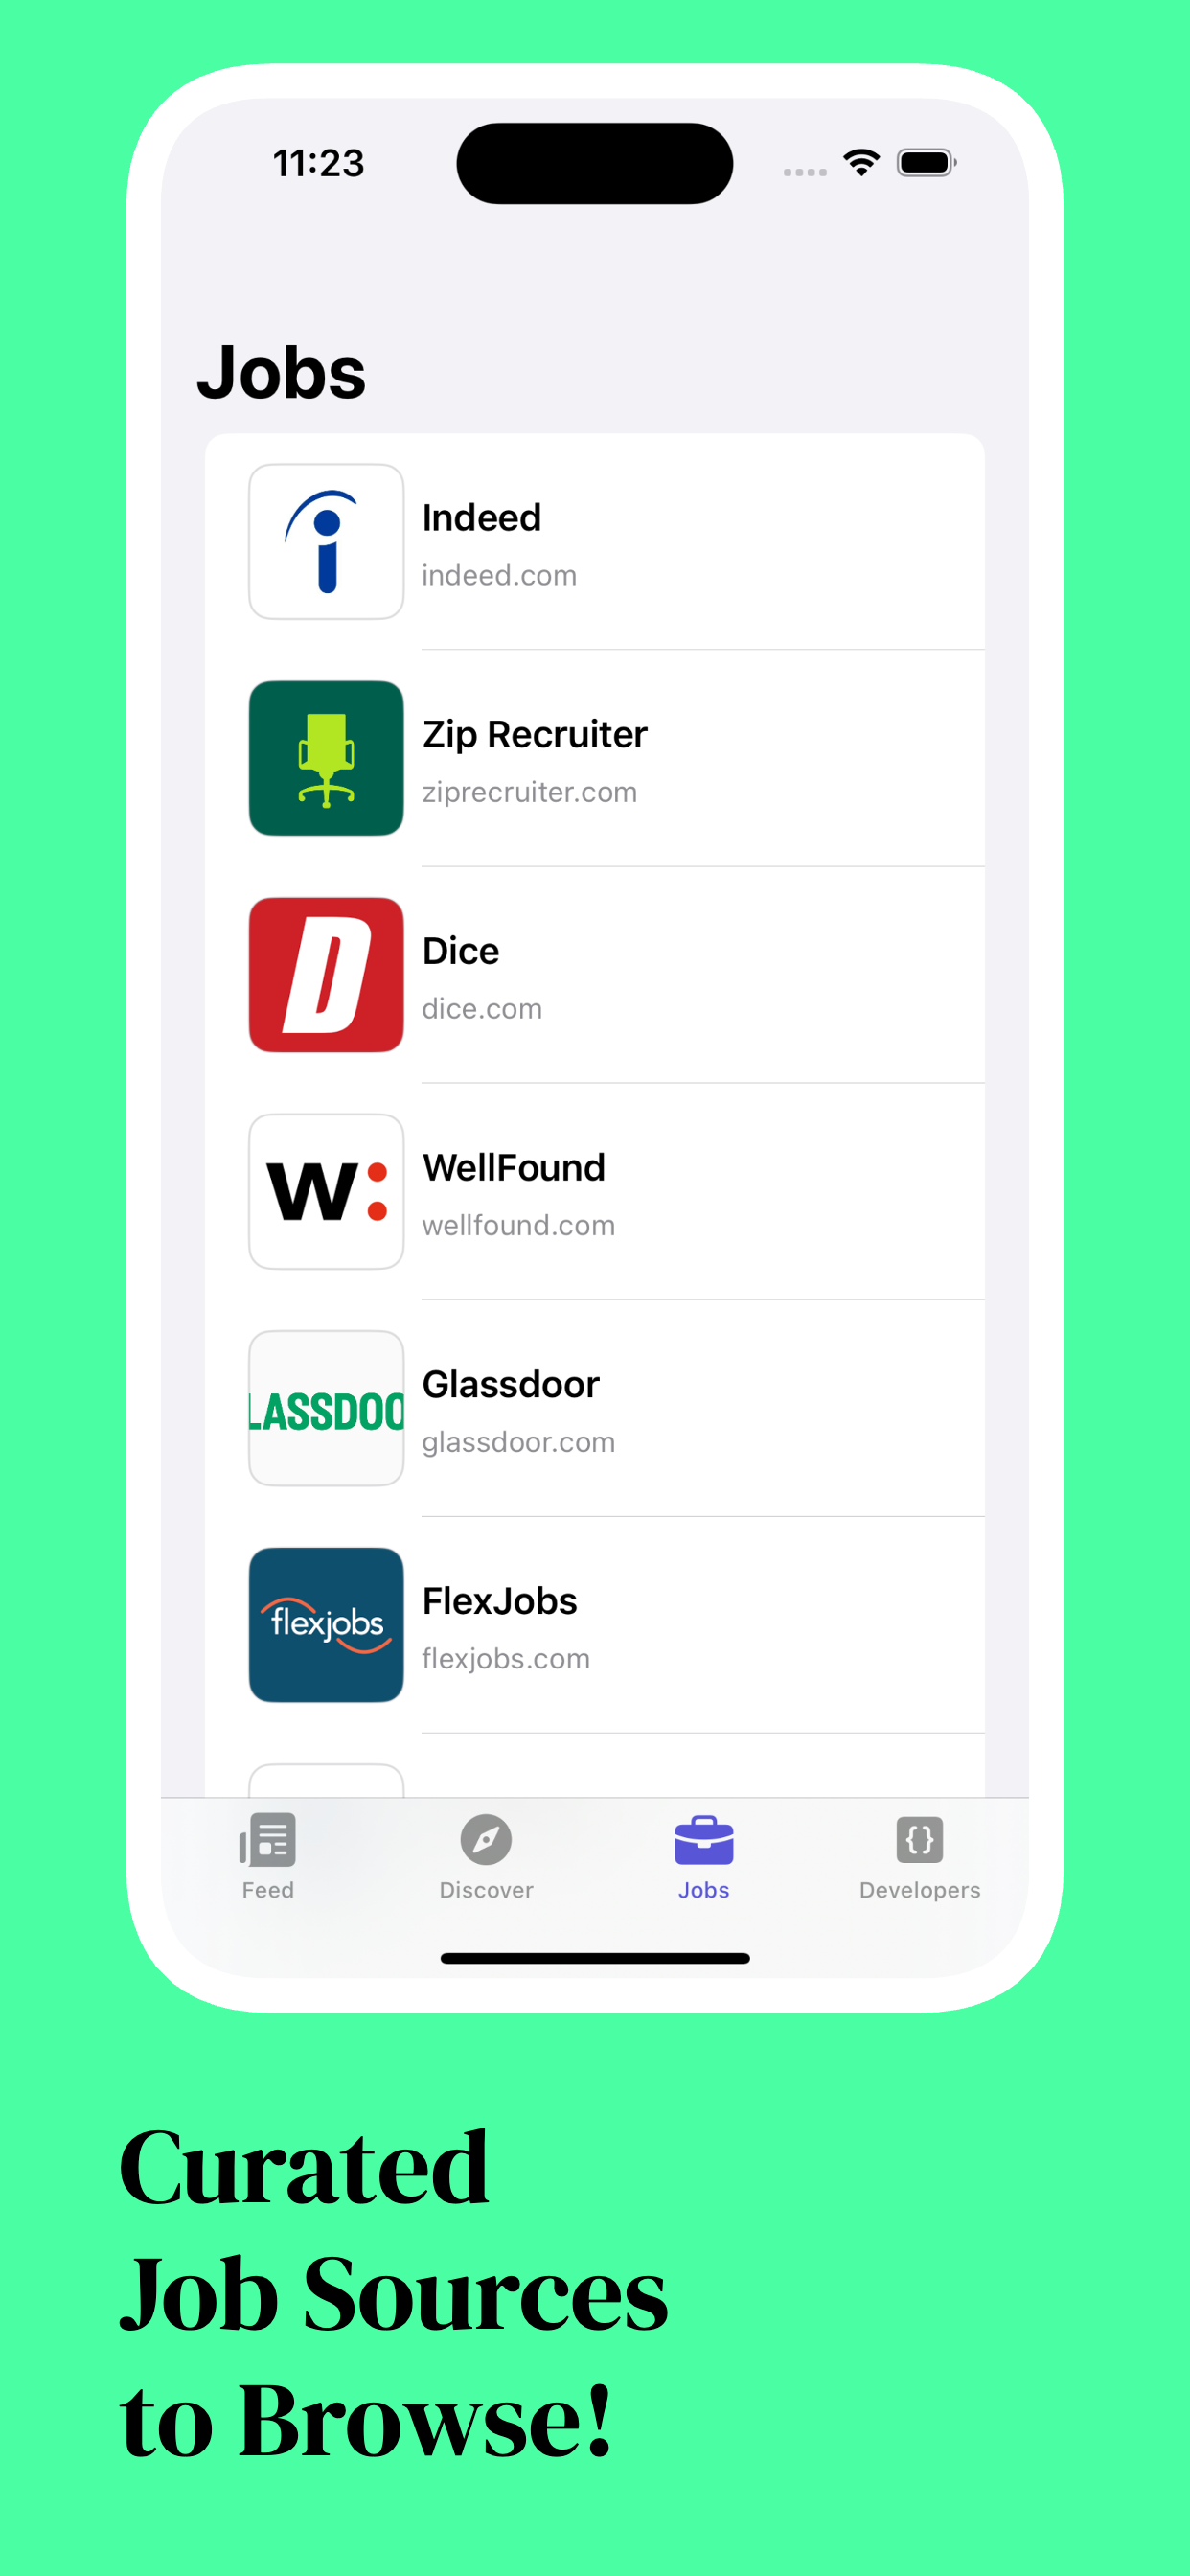 11:23
Jobs
i
Indeed
indeed.com
Zip Recruiter
ziprecruiter.com
D
Dice
dice.com
w:
WellFound
wellfound.com
LASSDOO
Glassdoor
glassdoor.com
flexjobs
FlexJobs
flexjobs.com
{}
Feed
Discover
Jobs
Developers
Curated
Job Sources
to Browse!